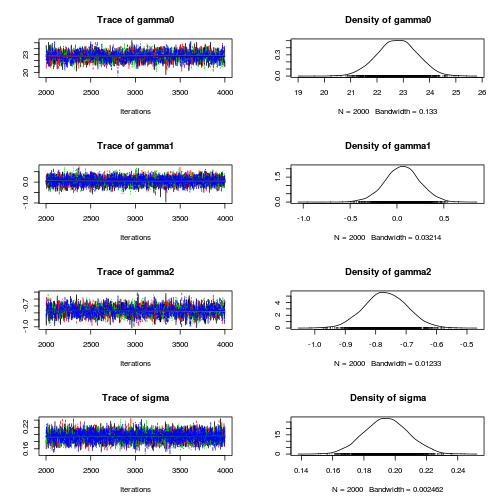 Trace of gamma0
Density of gamma0
20 23
2000 2500 3000 3500 4000
Iterations
0.0 0.3
19 20 21 22 23 24 25 26
N = 2000 Bandwidth = 0.133
Trace of gamma1
Density of gamma1
-1.0 0.0
2000 2500 3000 3500 4000
Iterations
0.0 1.5
-1.0 -0.5 0.0 0.5
N = 2000 Bandwidth = 0.03214
Trace of gamma2
Density of gamma2
-1.0 -0.7
2000 2500 3000 3500 4000
Iterations
0 2 4
-1.0 -0.9 -0.8 -0.7 -0.6 -0.5
N = 2000 Bandwidth = 0.01233
Trace of sigma
Density of sigma
0.16 0.22
2000 2500 3000 3500 4000
Iterations
0 15
0.14 0.16 0.18 0.20 0.22 0.24
N = 2000 Bandwidth = 0.002462